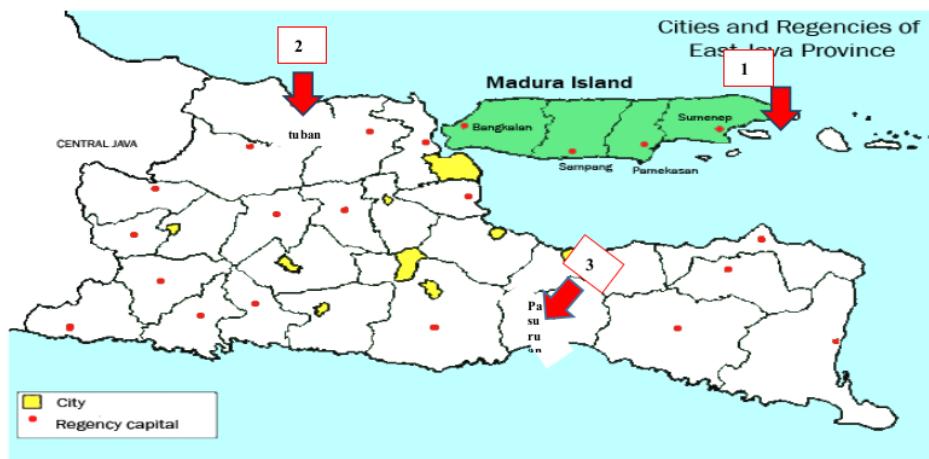 Cities and Regencies of
East Java Province
2
1
Madura Island
tuban
Bangkalan
Sumenep
CENTRAL JAVA
Sampang
Pamekasan
3
Pa
su
ru
City
Regency capital